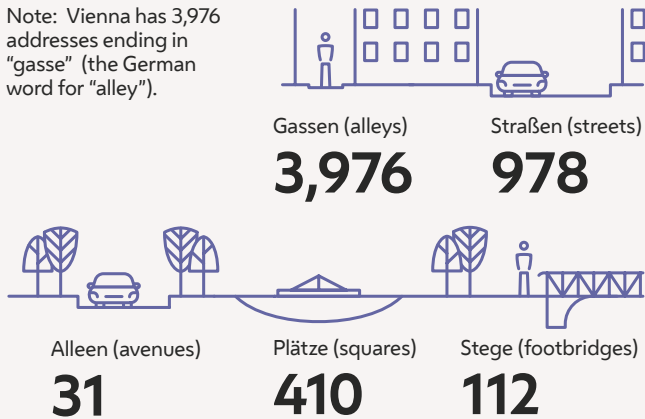 Note: Vienna has 3,976
addresses ending in
“gasse” (the German
word for “alley”).
Gassen (alleys)
3,976
Straßen (streets)
978
Alleen (avenues)
31
Plätze (squares)
410
Stege (footbridges)
112